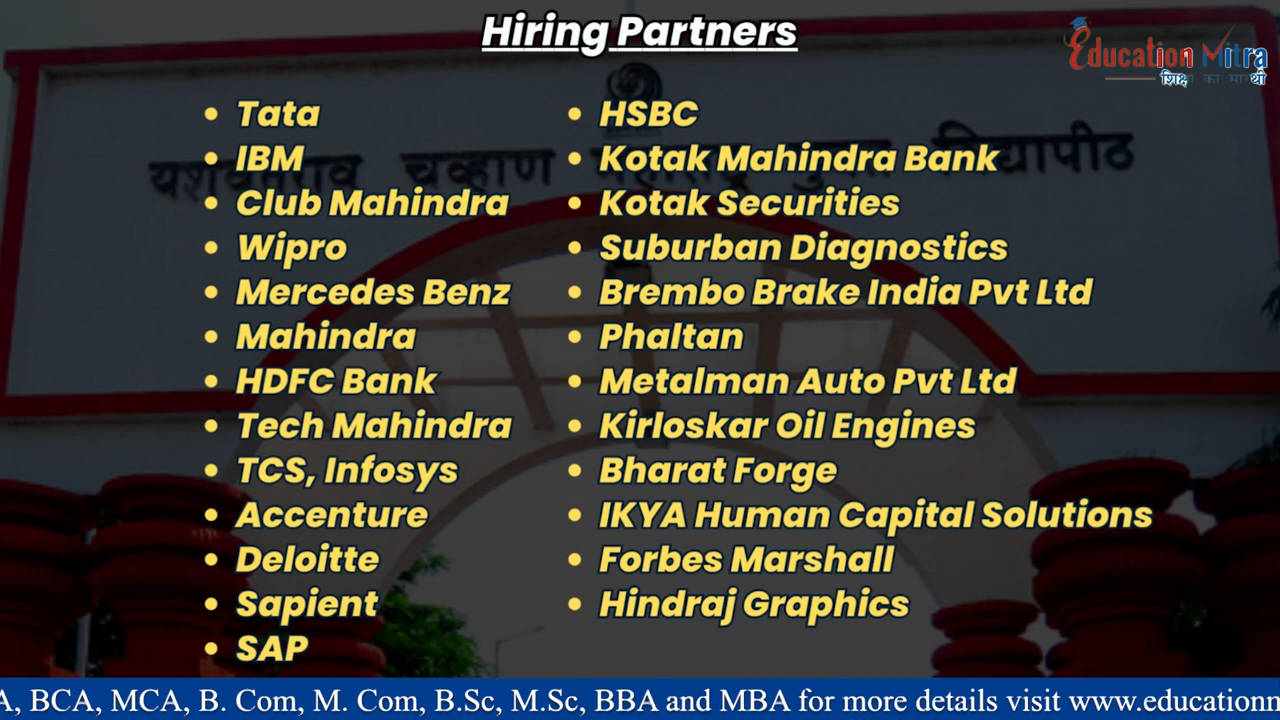 Hiring Partners
Education Mitra
शिक्षा का सारथी
यशवंतराव चव्हाण महाराष्ट्र मुक्त विद्यापीठ
Tata
IBM
Club Mahindra
Wipro
Mercedes Benz
Mahindra
HDFC Bank
Tech Mahindra
TCS, Infosys
Accenture
Deloitte
Sapient
SAP
HSBC
Kotak Mahindra Bank
Kotak Securities
Suburban Diagnostics
Brembo Brake India Pvt Ltd
Phaltan
Metalman Auto Pvt Ltd
Kirloskar Oil Engines
Bharat Forge
IKYA Human Capital Solutions
Forbes Marshall
Hindraj Graphics
A, BCA, MCA, B. Com, M. Com, B.Sc, M.Sc, BBA and MBA for more details visit www.education